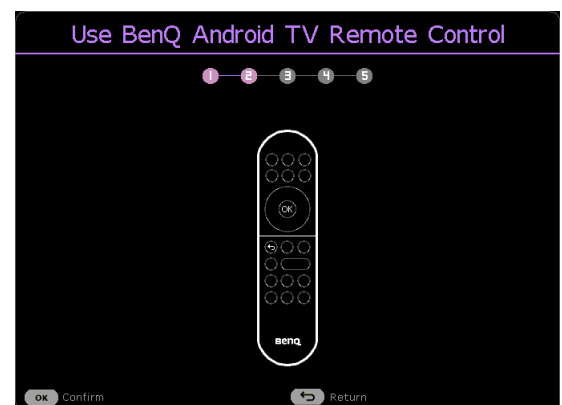 Use BenQ Android TV Remote Control
1 2 3 4 5
OK
BenQ
OK Confirm Return